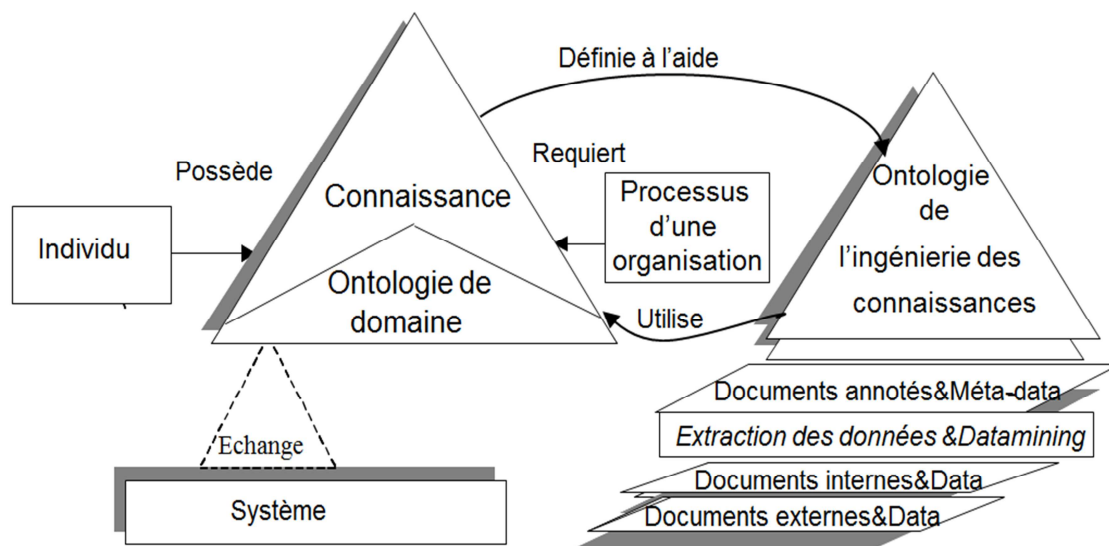 Définie à l'aide
Possède
Requiert
Connaissance
Individu
Processus
d'une
organisation
Ontologie
de
l'ingénierie des
connaissances
Ontologie de
domaine
Utilise
Documents annotés&Méta-data
Extraction des données &Datamining
Echange
Documents internes&Data
Système
Documents externes&Data